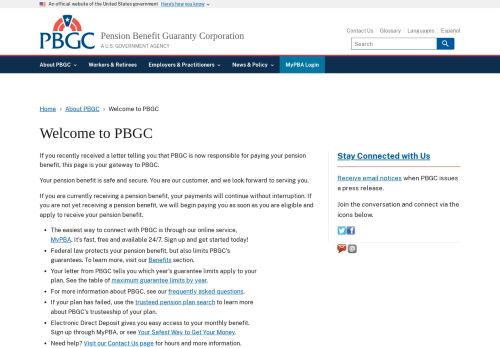 An official website of the United States government Here's how you know
PBGC
Pension Benefit Guaranty Corporation
A U.S. GOVERNMENT AGENCY
Contact Us Glossary Languages Español
Search
About PBGC Workers & Retirees Employers & Practitioners News & Policy MyPBA Login
Home › About PBGC › Welcome to PBGC
Welcome to PBGC
If you recently received a letter telling you that PBGC is now responsible for paying your pension
benefit, this page is your gateway to PBGC.
Your pension benefit is safe and secure. You are our customer, and we look forward to serving you.
If you are currently receiving a pension benefit, your payments will continue without interruption. If
you are not yet receiving a pension benefit, we will begin paying you as soon as you are eligible and
apply to receive your pension benefit.
• The easiest way to connect with PBGC is through our online service,
MyPBA. It's fast, free and available 24/7. Sign up and get started today!
• Federal law protects your pension benefit, but also limits PBGC's
guarantees. To learn more, visit our Benefits section.
• Your letter from PBGC tells you which year's guarantee limits apply to your
plan. See the table of maximum guarantee limits by year.
• For more information about PBGC, see our frequently asked questions.
• If your plan has failed, use the trusteed pension plan search to learn more
about PBGC's trusteeship of your plan.
• Electronic Direct Deposit gives you easy access to your monthly benefit.
Sign up through MyPBA, or see Your Safest Way to Get Your Money.
• Need help? Visit our Contact Us page for hours and more information.
Stay Connected with Us
Receive email notices when PBGC issues
a press release.
Join the conversation and connect via the
icons below.